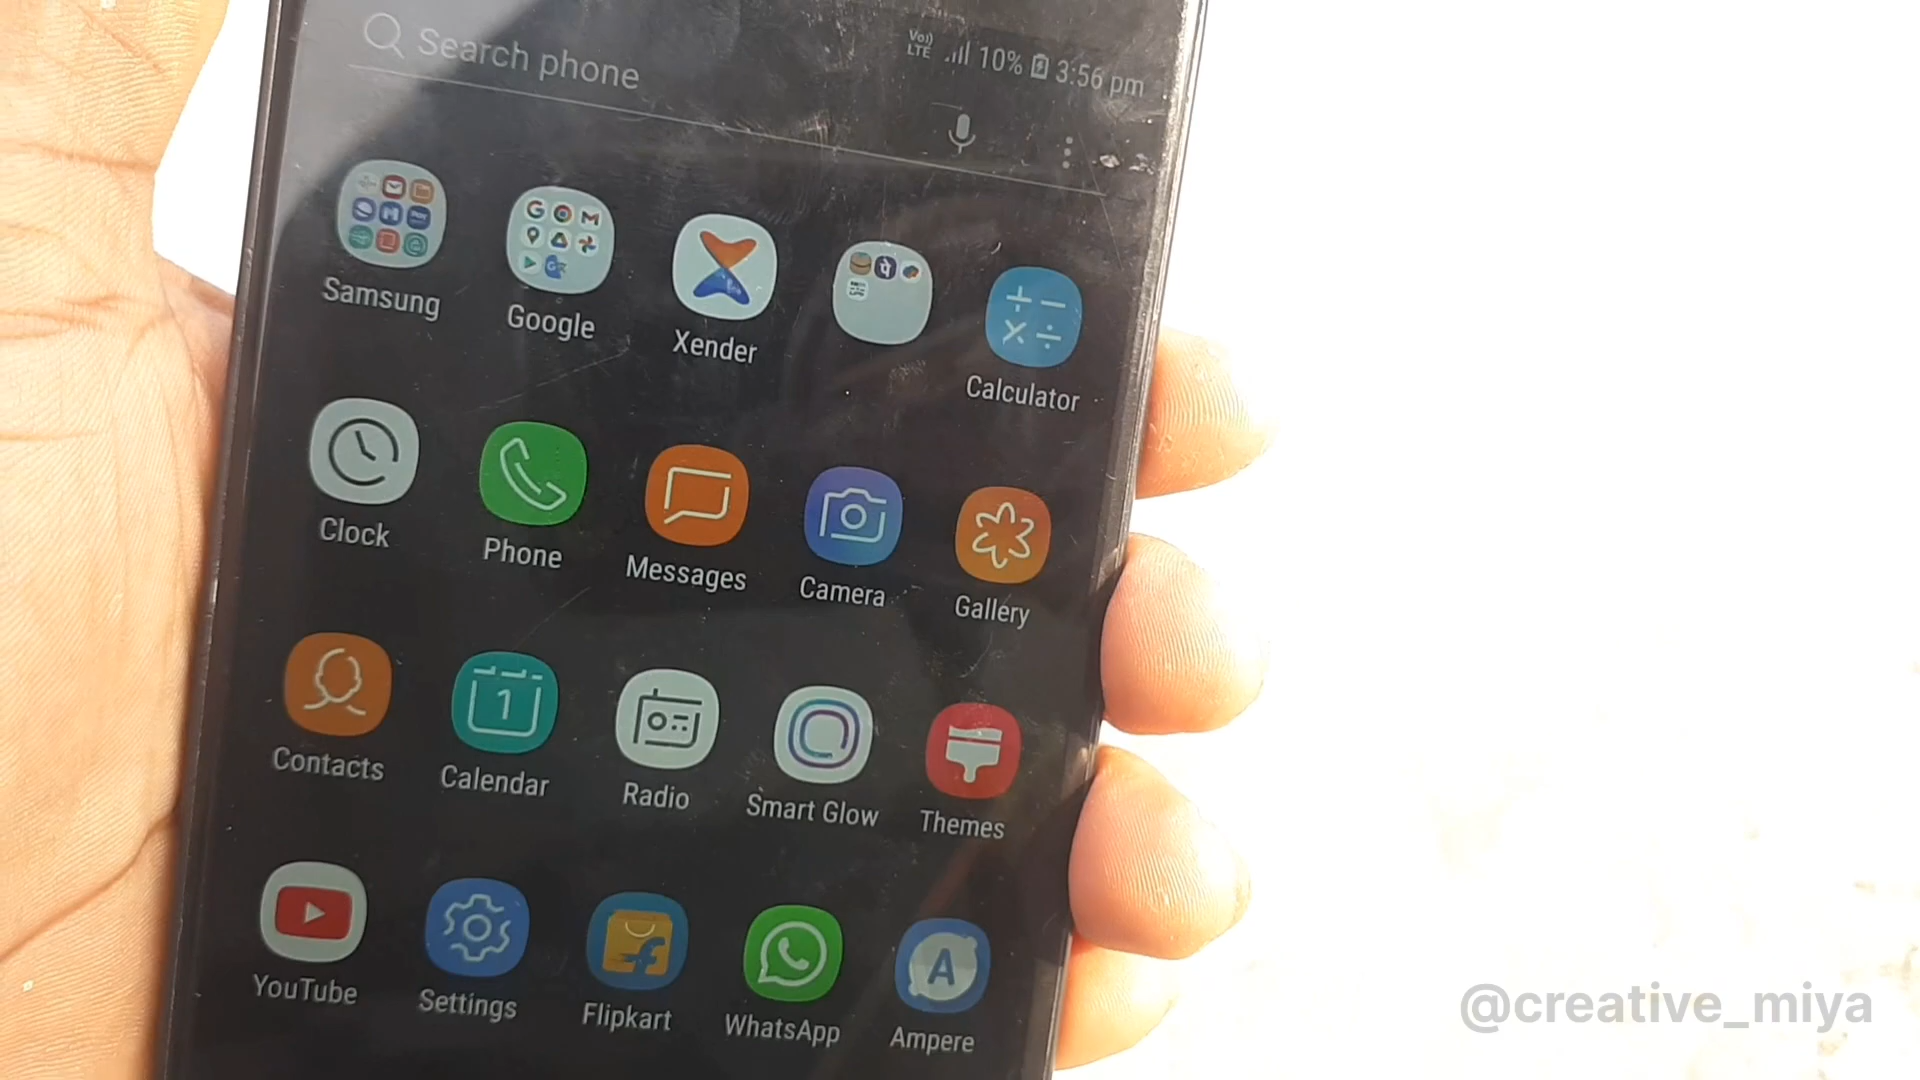 Search phone
Vo)) LTE 10% 3:56 pm
Samsung
Google
Xender
Calculator
Clock
Phone
Messages
Camera
Gallery
Contacts
1
Calendar
Radio
Smart Glow
Themes
YouTube
Settings
Flipkart
WhatsApp
A
Ampere
@creative_miya